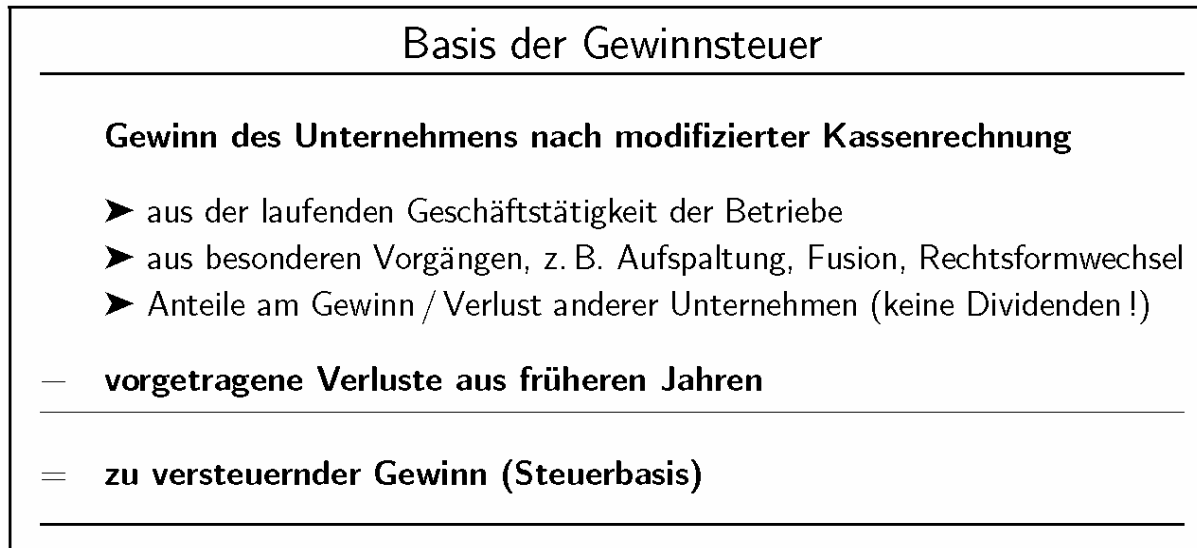 Basis der Gewinnsteuer
Gewinn des Unternehmens nach modifizierter Kassenrechnung
➤ aus der laufenden Geschäftstätigkeit der Betriebe
➤ aus besonderen Vorgängen, z. B. Aufspaltung, Fusion, Rechtsformwechsel
➤ Anteile am Gewinn / Verlust anderer Unternehmen (keine Dividenden !)
− vorgetragene Verluste aus früheren Jahren
= zu versteuernder Gewinn (Steuerbasis)